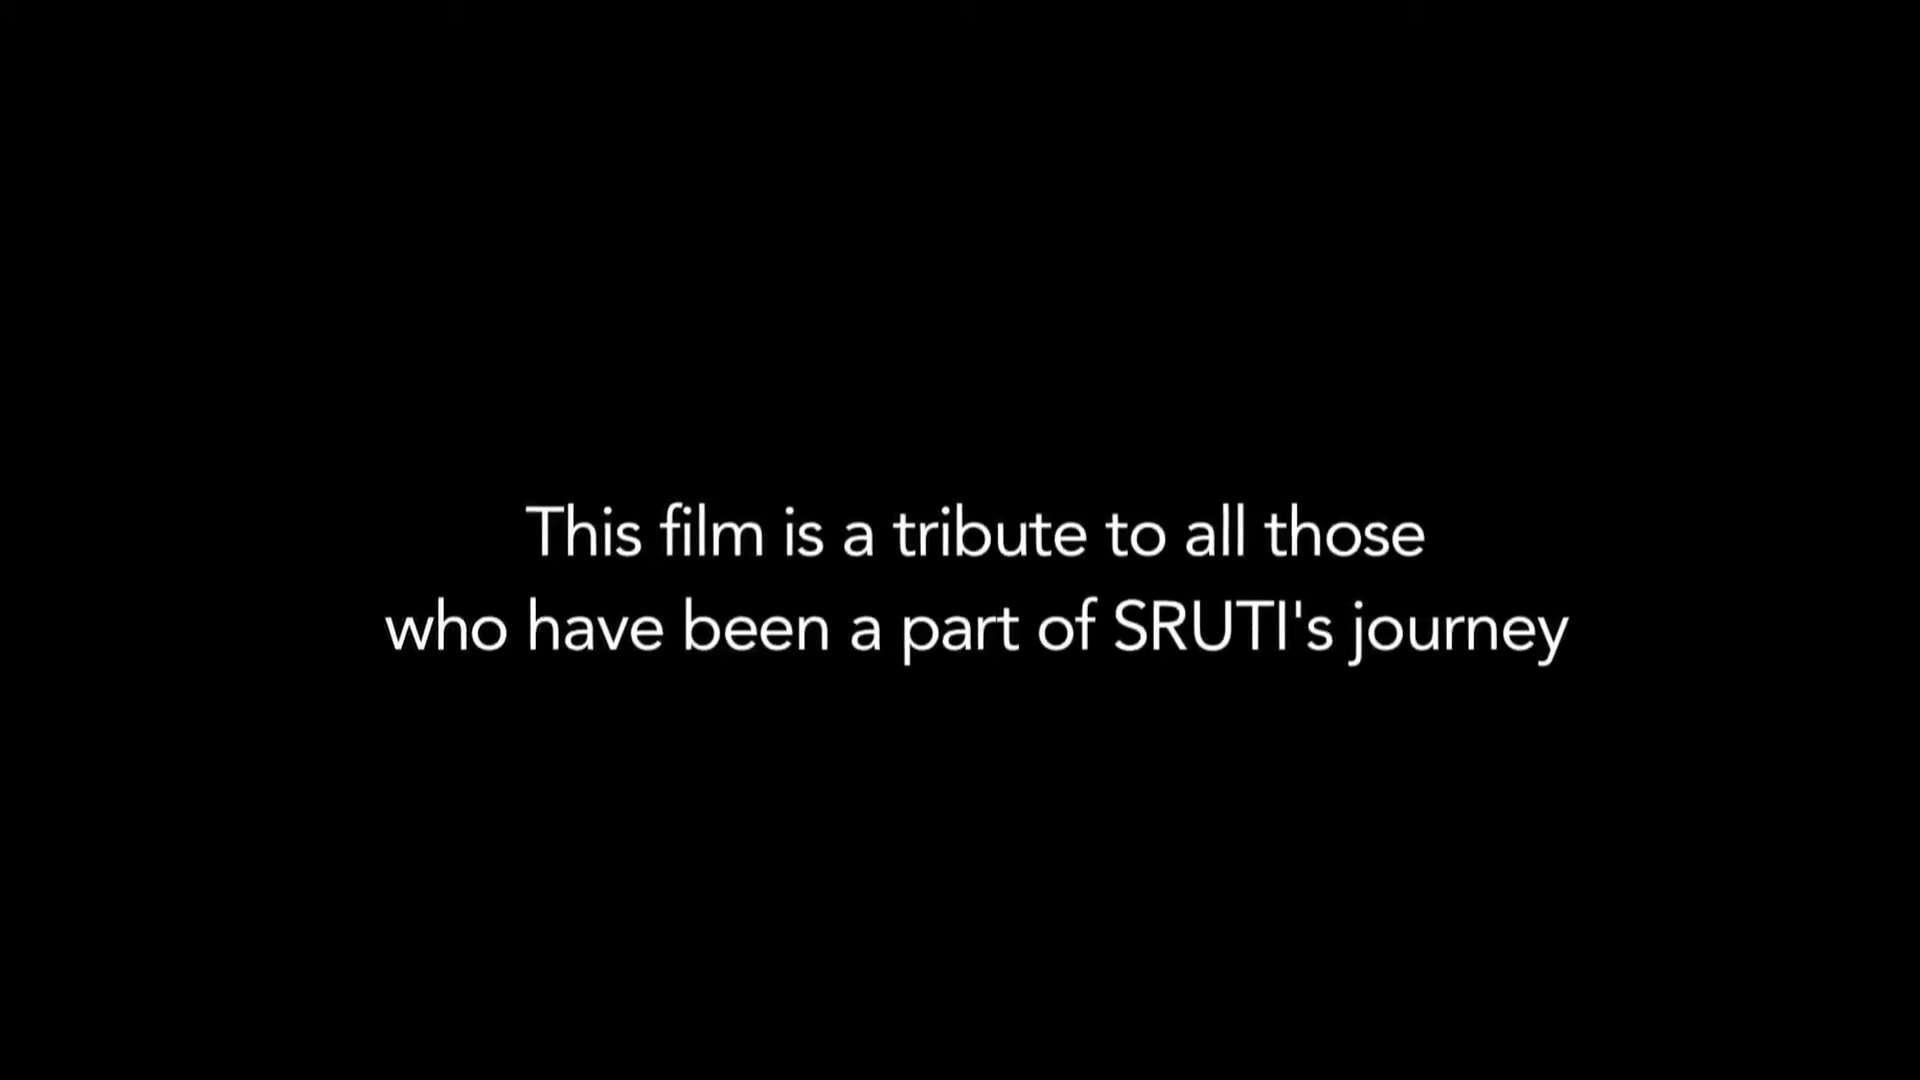 This film is a tribute to all those
who have been a part of SRUTI's journey